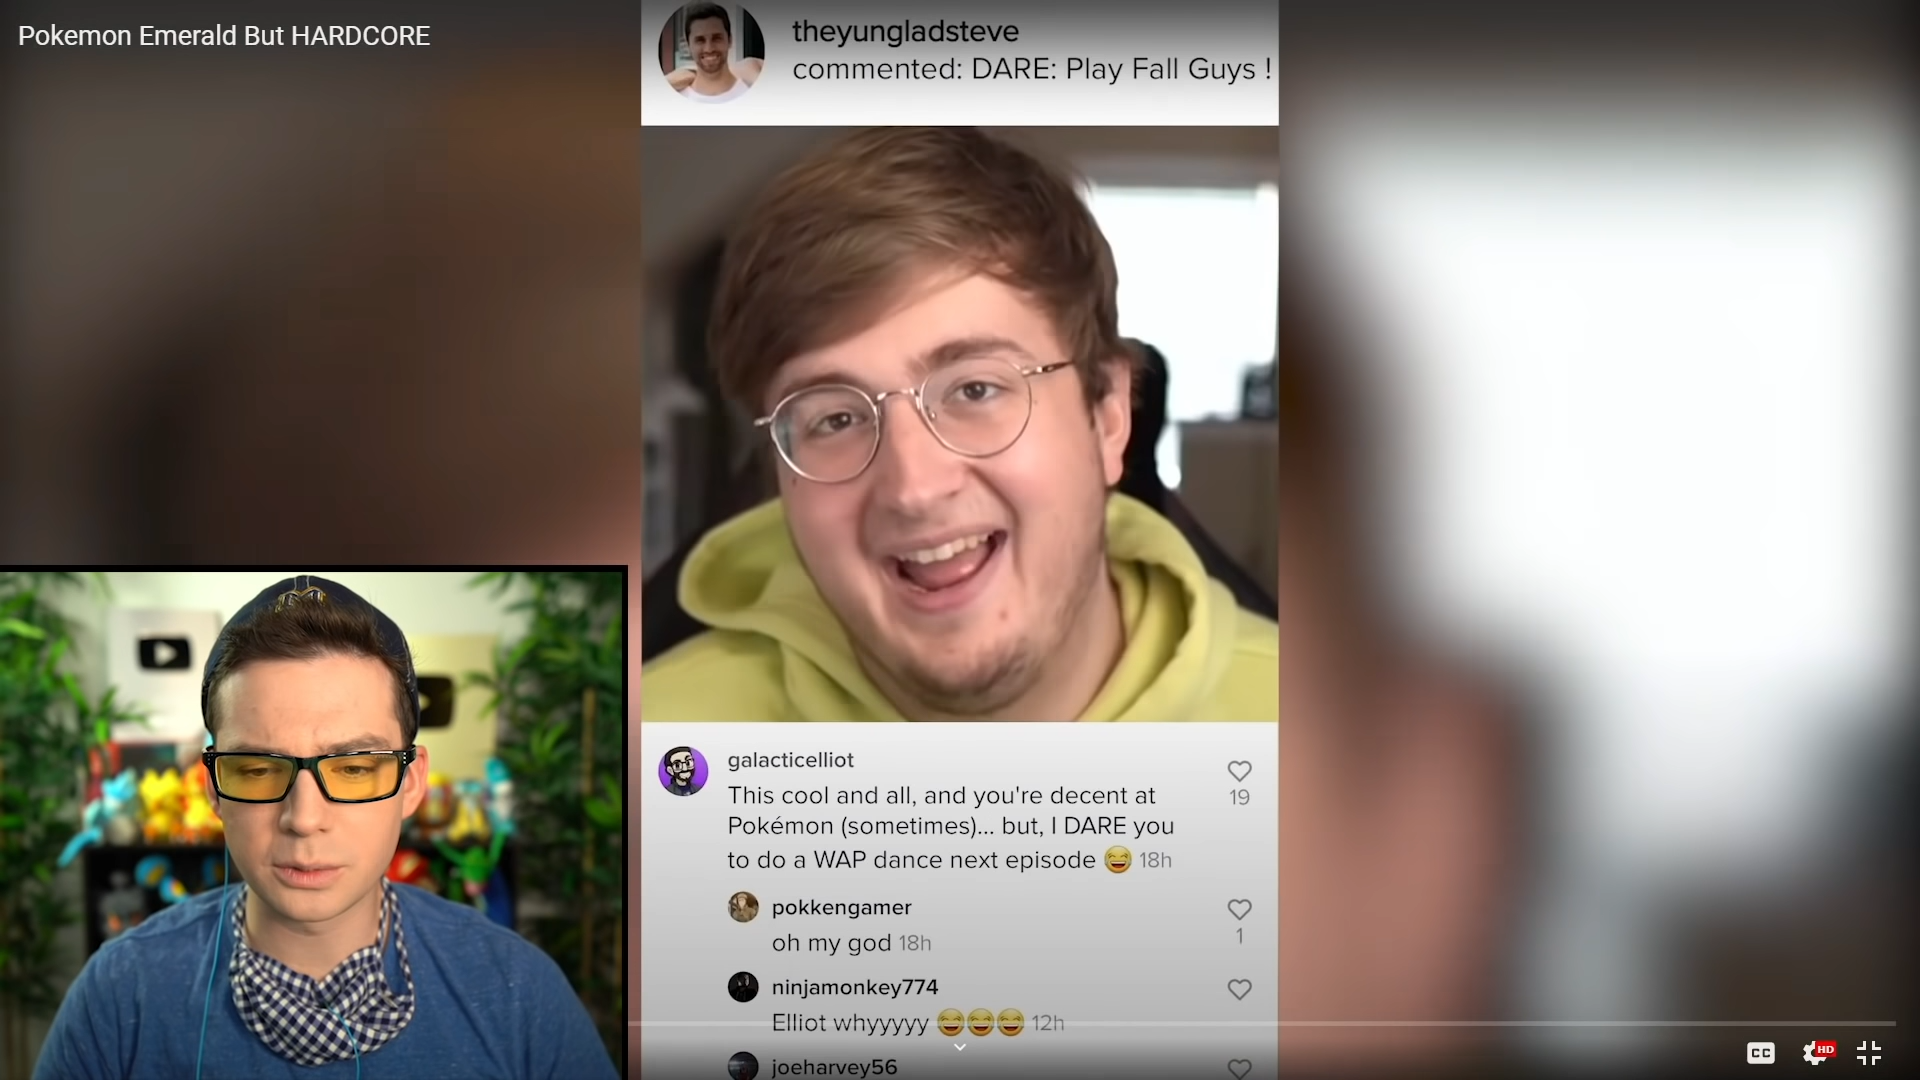 Pokemon Emerald But HARDCORE
theyungladsteve
commented: DARE: Play Fall Guys !
galacticelliot
This cool and all, and you're decent at
Pokémon (sometimes)... but, I DARE you
to do a WAP dance next episode 😂 18h
19
pokkengamer
oh my god 18h
1
ninjamonkey774
Elliot whyyyyy 😂😂😂 12h
joeharvey56
CC
HD